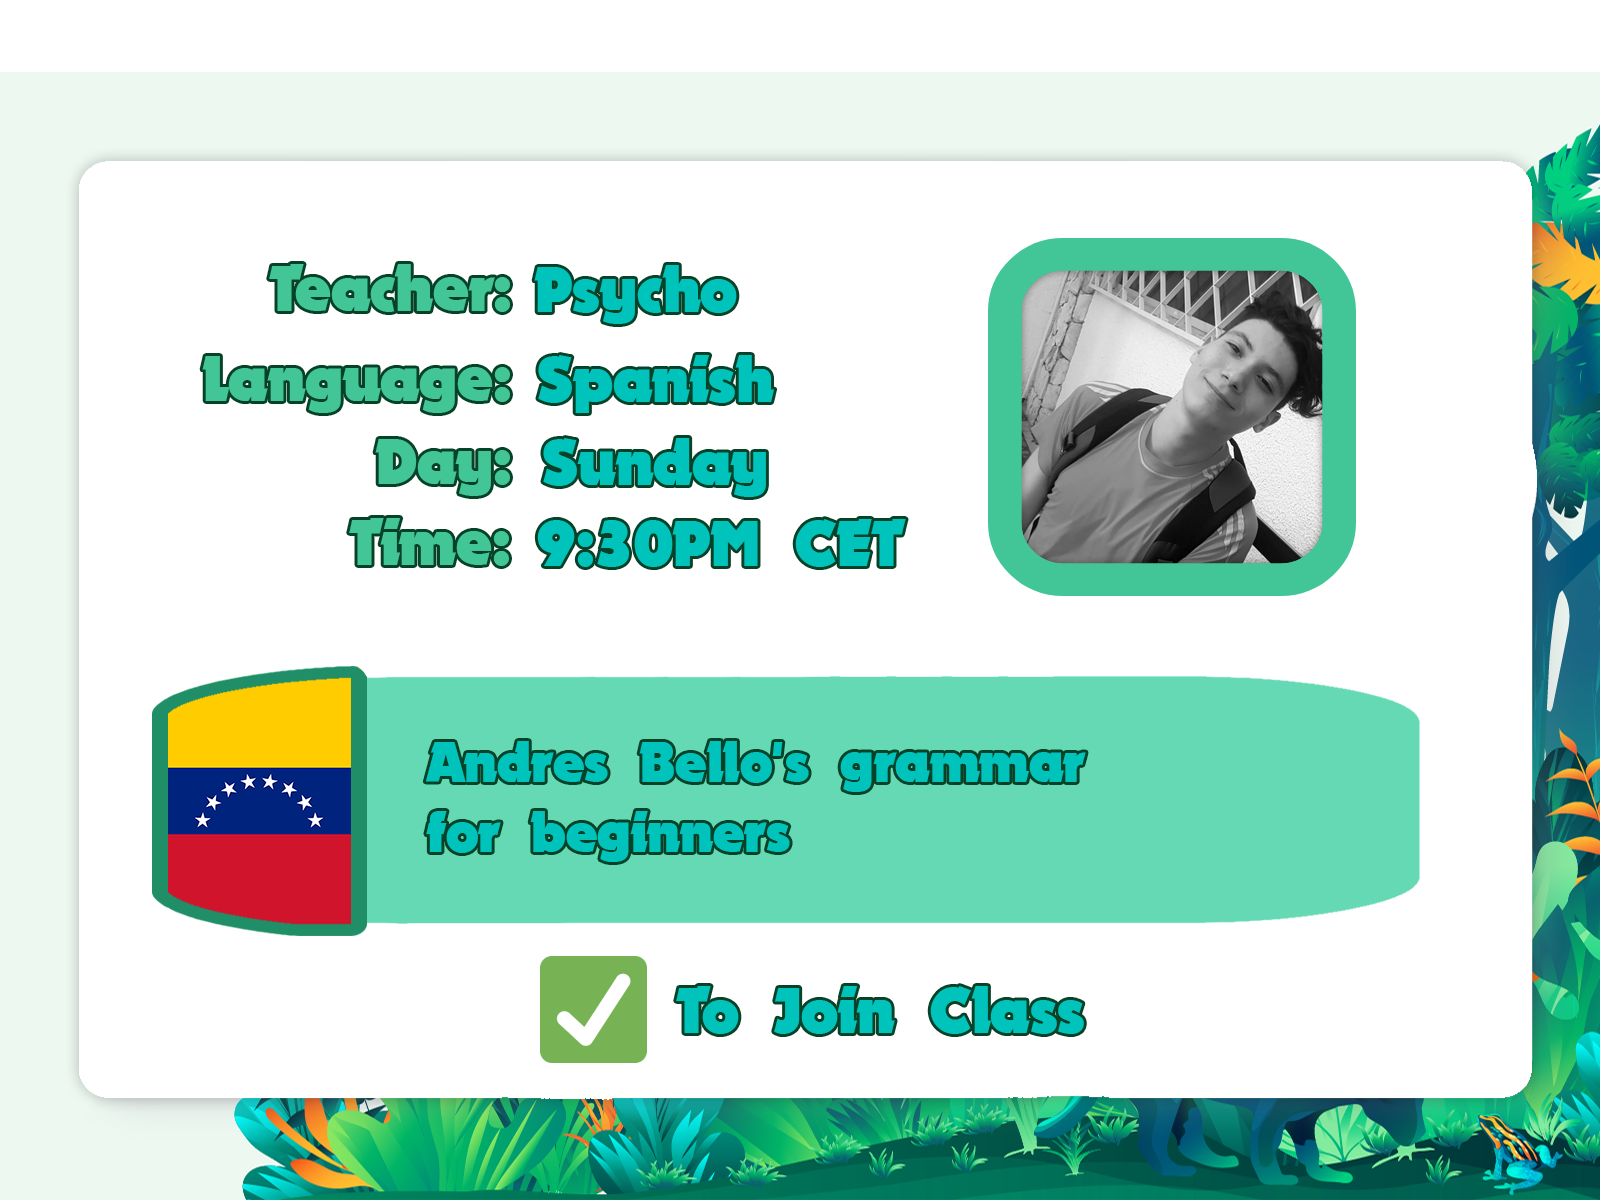 Teacher: Psycho
Language: Spanish
Day: Sunday
Time: 9:30PM CET
Andres Bello's grammar
for beginners
To Join Class